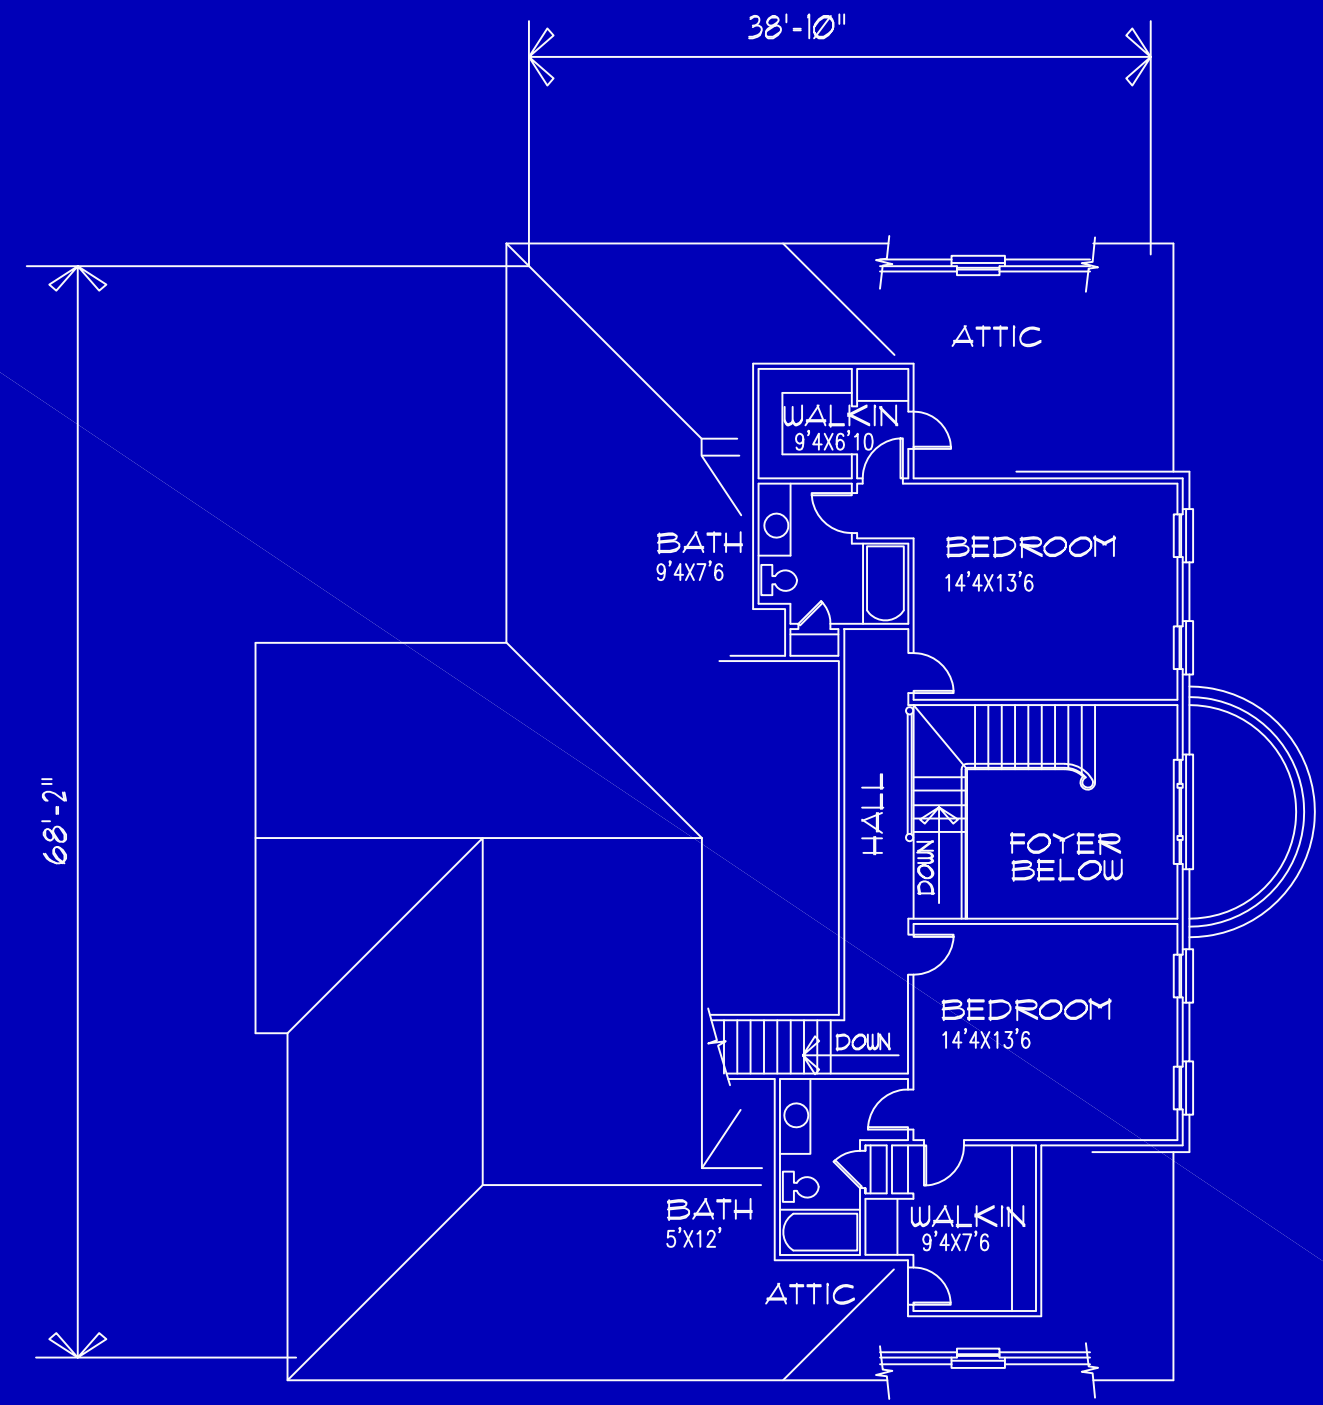 38'-10"
ATTIC
WALKIN
9'4X6'10
BATH
9'4X7'6
BEDROOM
14'4X13'6
68'-2"
HALL
DOWN
FOYER
BELOW
BEDROOM
14'4X13'6
DOWN
BATH
5'X12'
WALKIN
9'4X7'6
ATTIC